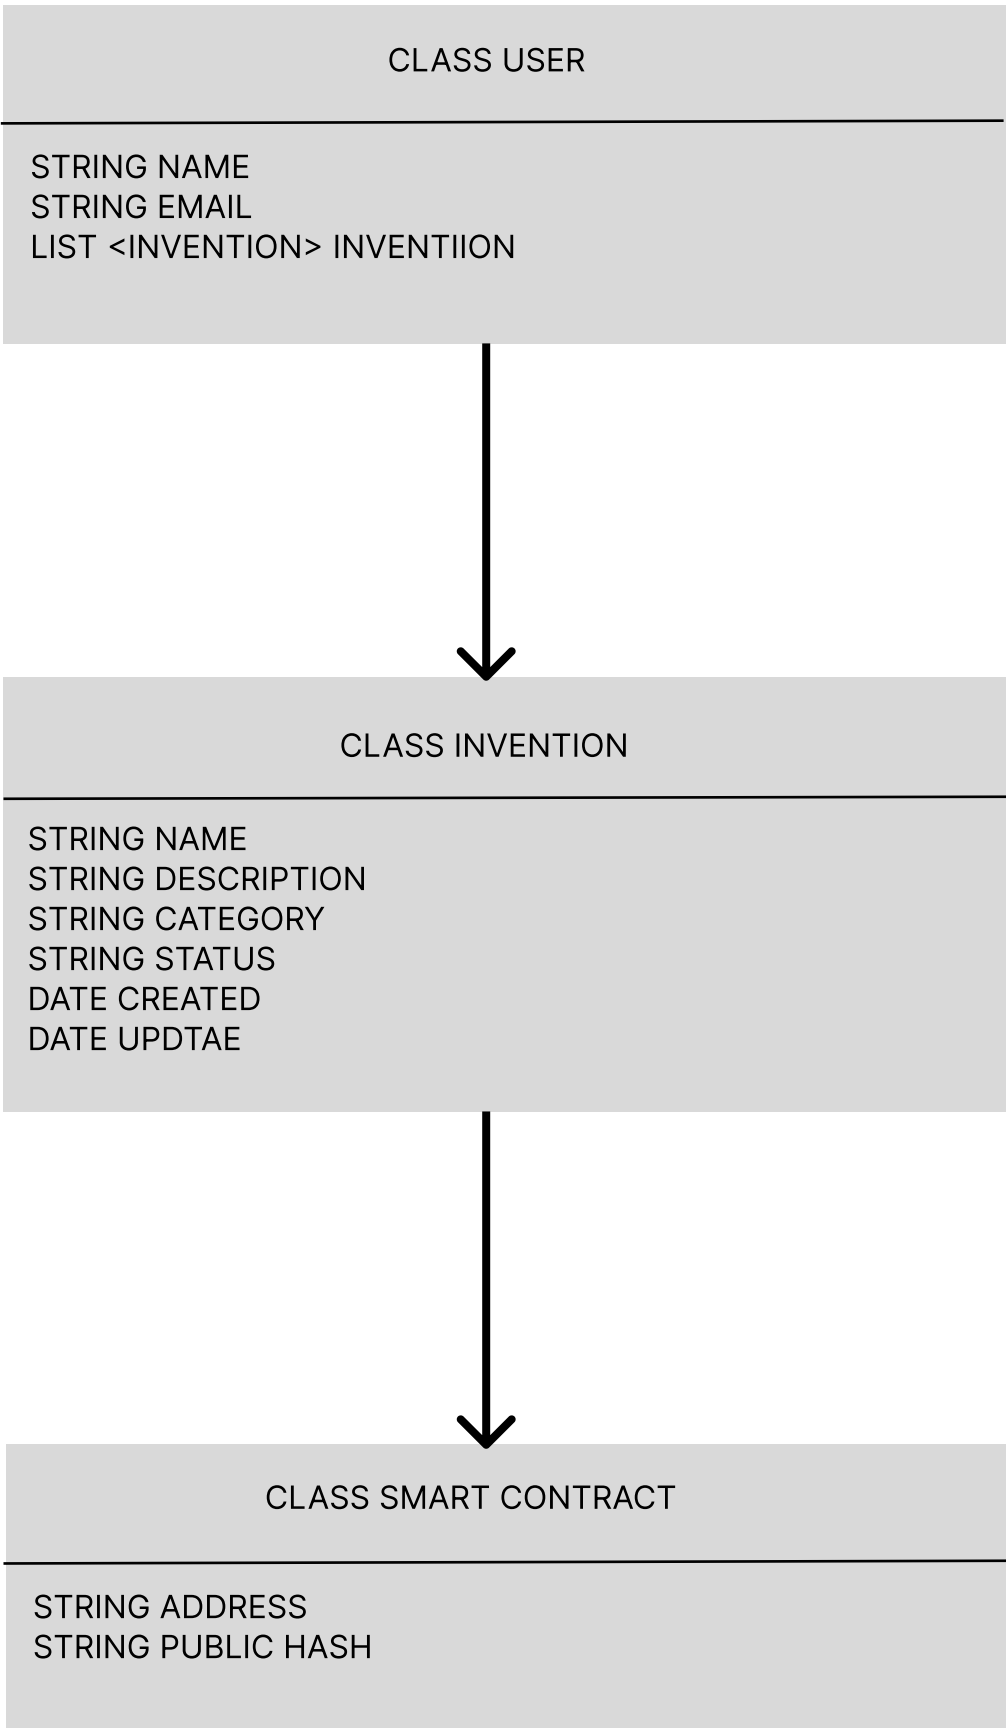 CLASS USER
STRING NAME
STRING EMAIL
LIST <INVENTION> INVENTIION
CLASS INVENTION
STRING NAME
STRING DESCRIPTION
STRING CATEGORY
STRING STATUS
DATE CREATED
DATE UPDTAE
CLASS SMART CONTRACT
STRING ADDRESS
STRING PUBLIC HASH